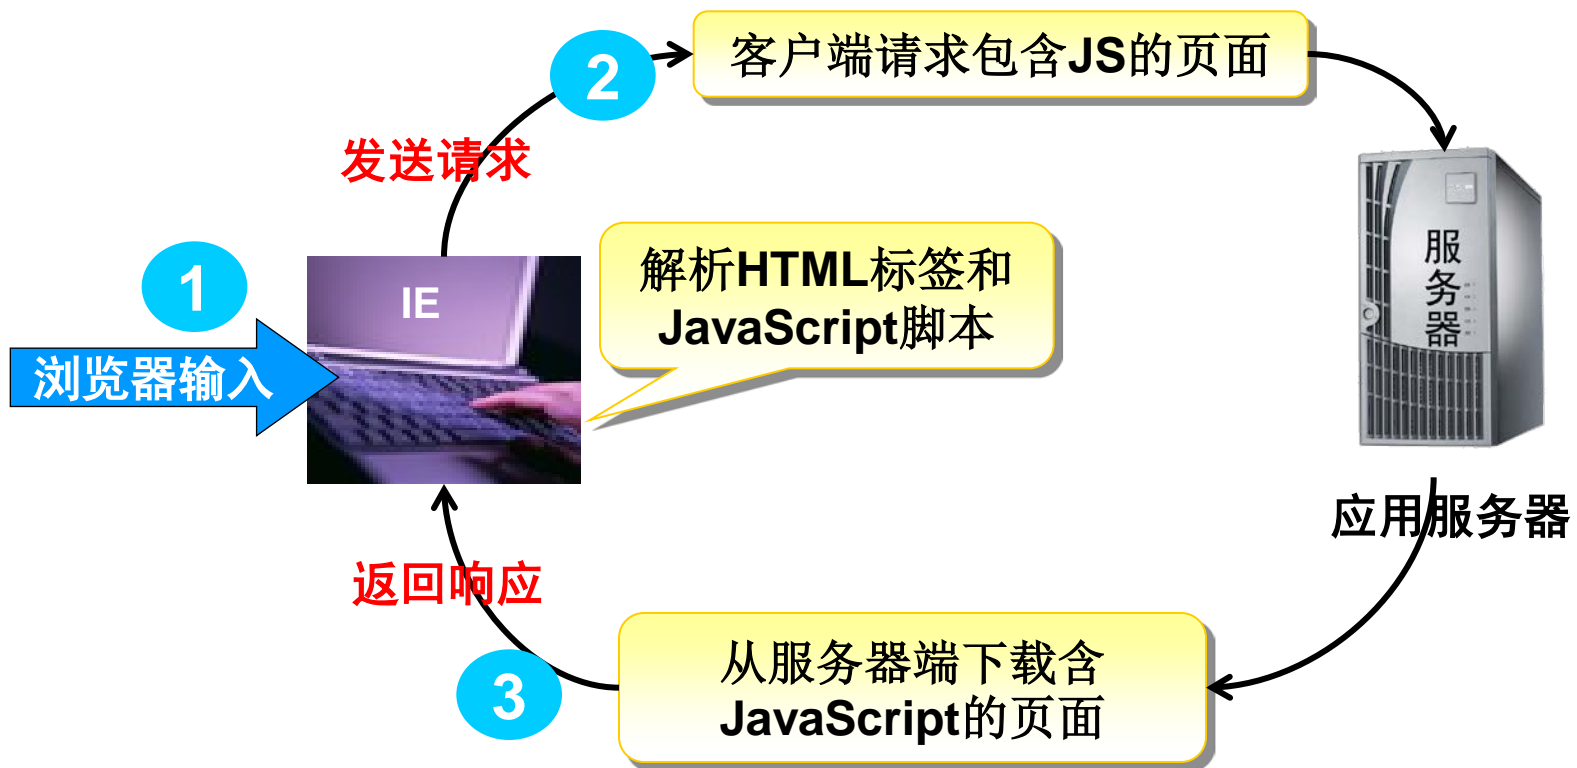 2
客户端请求包含JS的页面
发送请求
1
IE
解析HTML标签和
JavaScript脚本
服
务
器
浏览器输入
应用服务器
返回响应
3
从服务器端下载含
JavaScript的页面